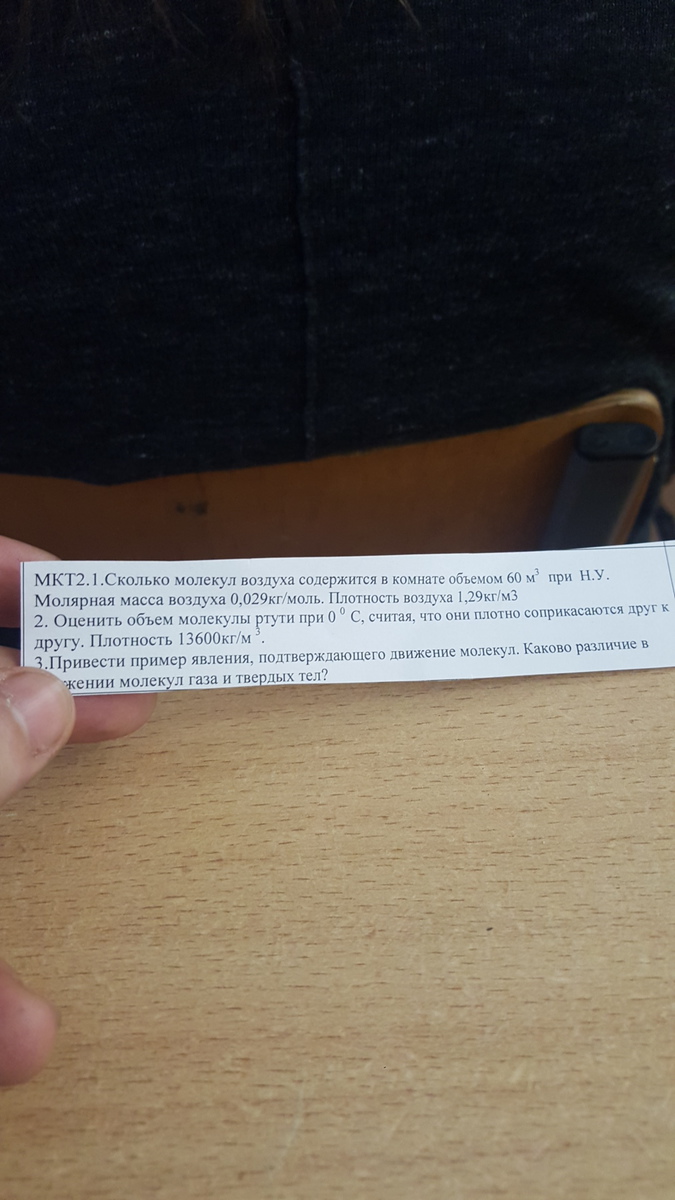 МКТ2.1.Сколько молекул воздуха содержится в комнате объемом 60 м³ при Н.У.
Молярная масса воздуха 0,029кг/моль. Плотность воздуха 1,29кг/м3
2. Оценить объем молекулы ртути при 0 ⁰ С, считая, что они плотно соприкасаются друг к
другу. Плотность 13600кг/м ³.
3.Привести пример явления, подтверждающего движение молекул. Каково различие в
молекул газа и твердых тел?